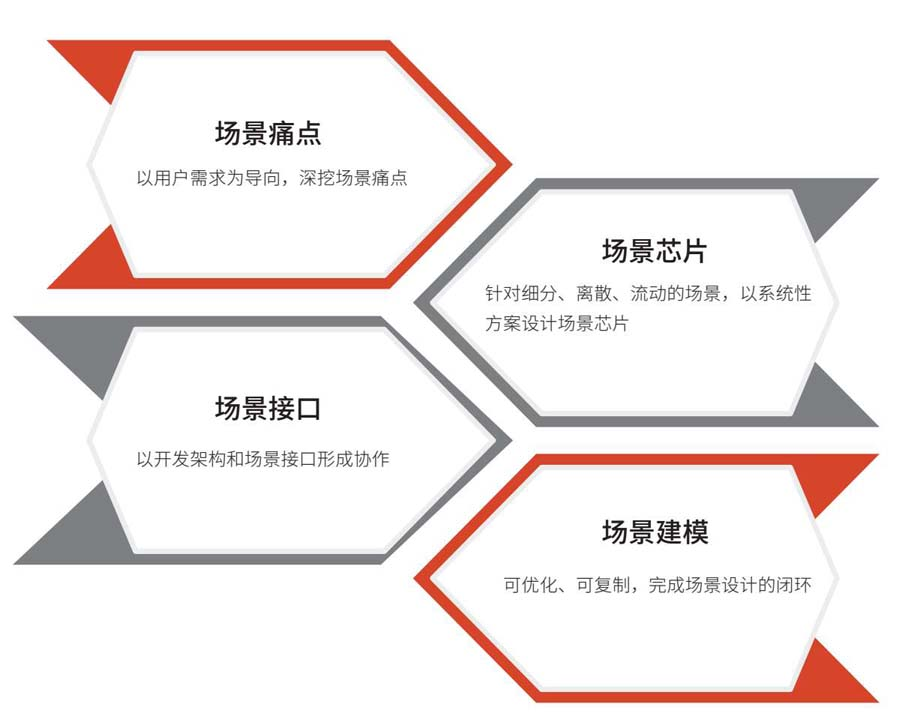 场景痛点
以用户需求为导向，深挖场景痛点
场景芯片
针对细分、离散、流动的场景，以系统性
方案设计场景芯片
场景接口
以开发架构和场景接口形成协作
场景建模
可优化、可复制，完成场景设计的闭环